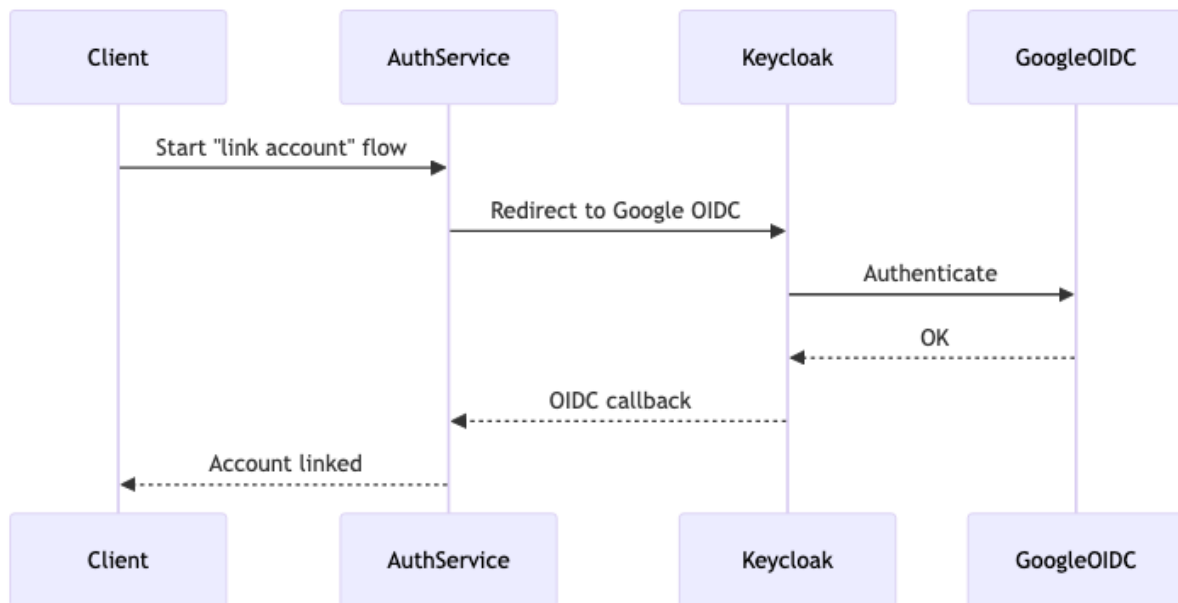 Client
AuthService
Keycloak
GoogleOIDC
Start "link account" flow
Redirect to Google OIDC
Authenticate
OK
OIDC callback
Account linked
Client
AuthService
Keycloak
GoogleOIDC